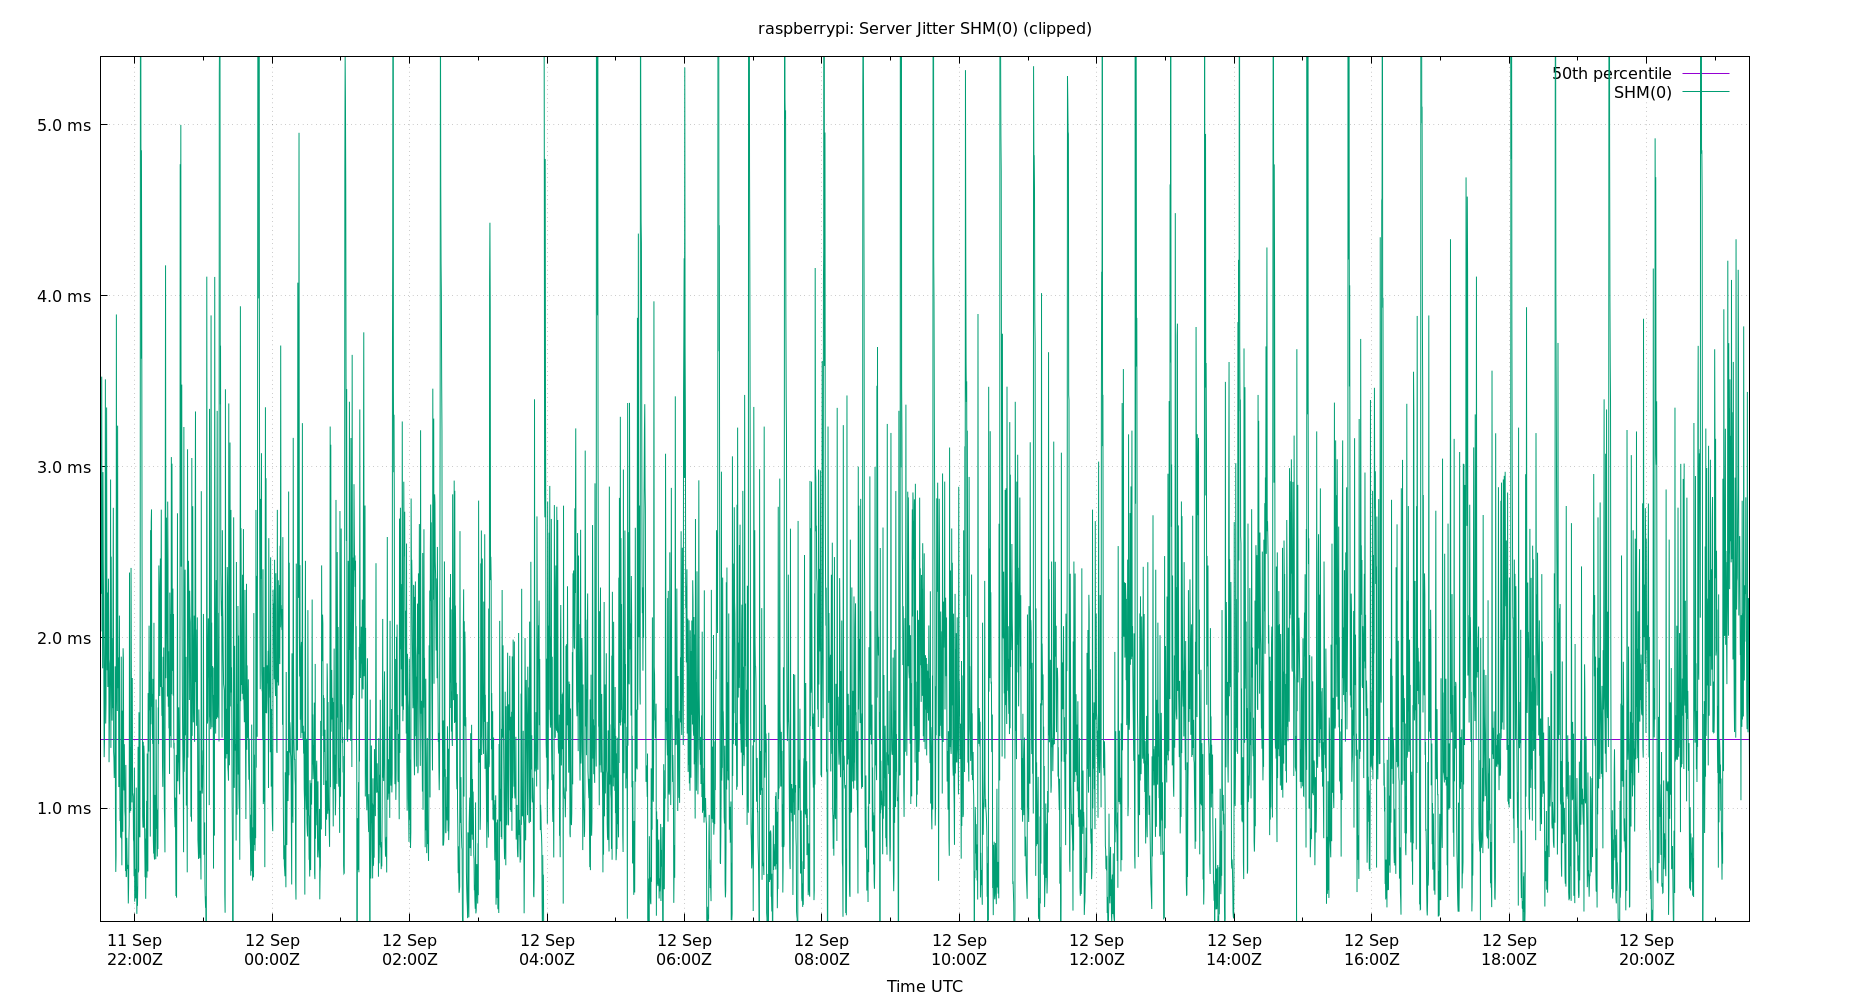 raspberrypi: Server Jitter SHM(0) (clipped)
50th percentile
SHM(0)
5.0 ms
4.0 ms
3.0 ms
2.0 ms
1.0 ms
11 Sep 12 Sep 12 Sep 12 Sep 12 Sep 12 Sep 12 Sep 12 Sep 12 Sep 12 Sep 12 Sep 12 Sep
22:00Z 00:00Z 02:00Z 04:00Z 06:00Z 08:00Z 10:00Z 12:00Z 14:00Z 16:00Z 18:00Z 20:00Z
Time UTC